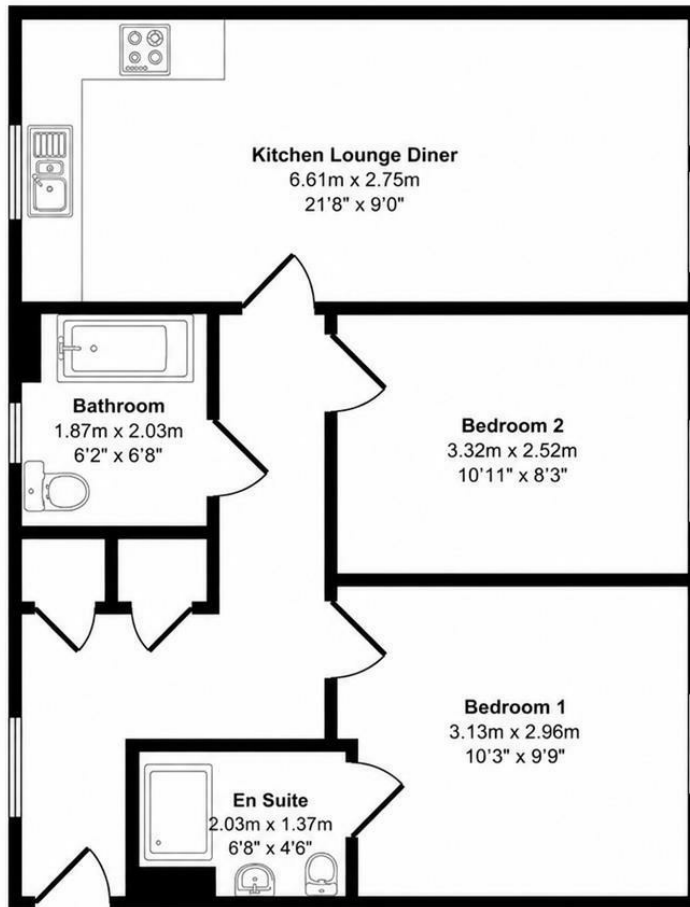 Kitchen Lounge Diner
6.61m x 2.75m
21'8" x 9'0"
Bathroom
1.87m x 2.03m
6'2" x 6'8"
Bedroom 2
3.32m x 2.52m
10'11" x 8'3"
Bedroom 1
3.13m x 2.96m
10'3" x 9'9"
En Suite
2.03m x 1.37m
6'8" x 4'6"